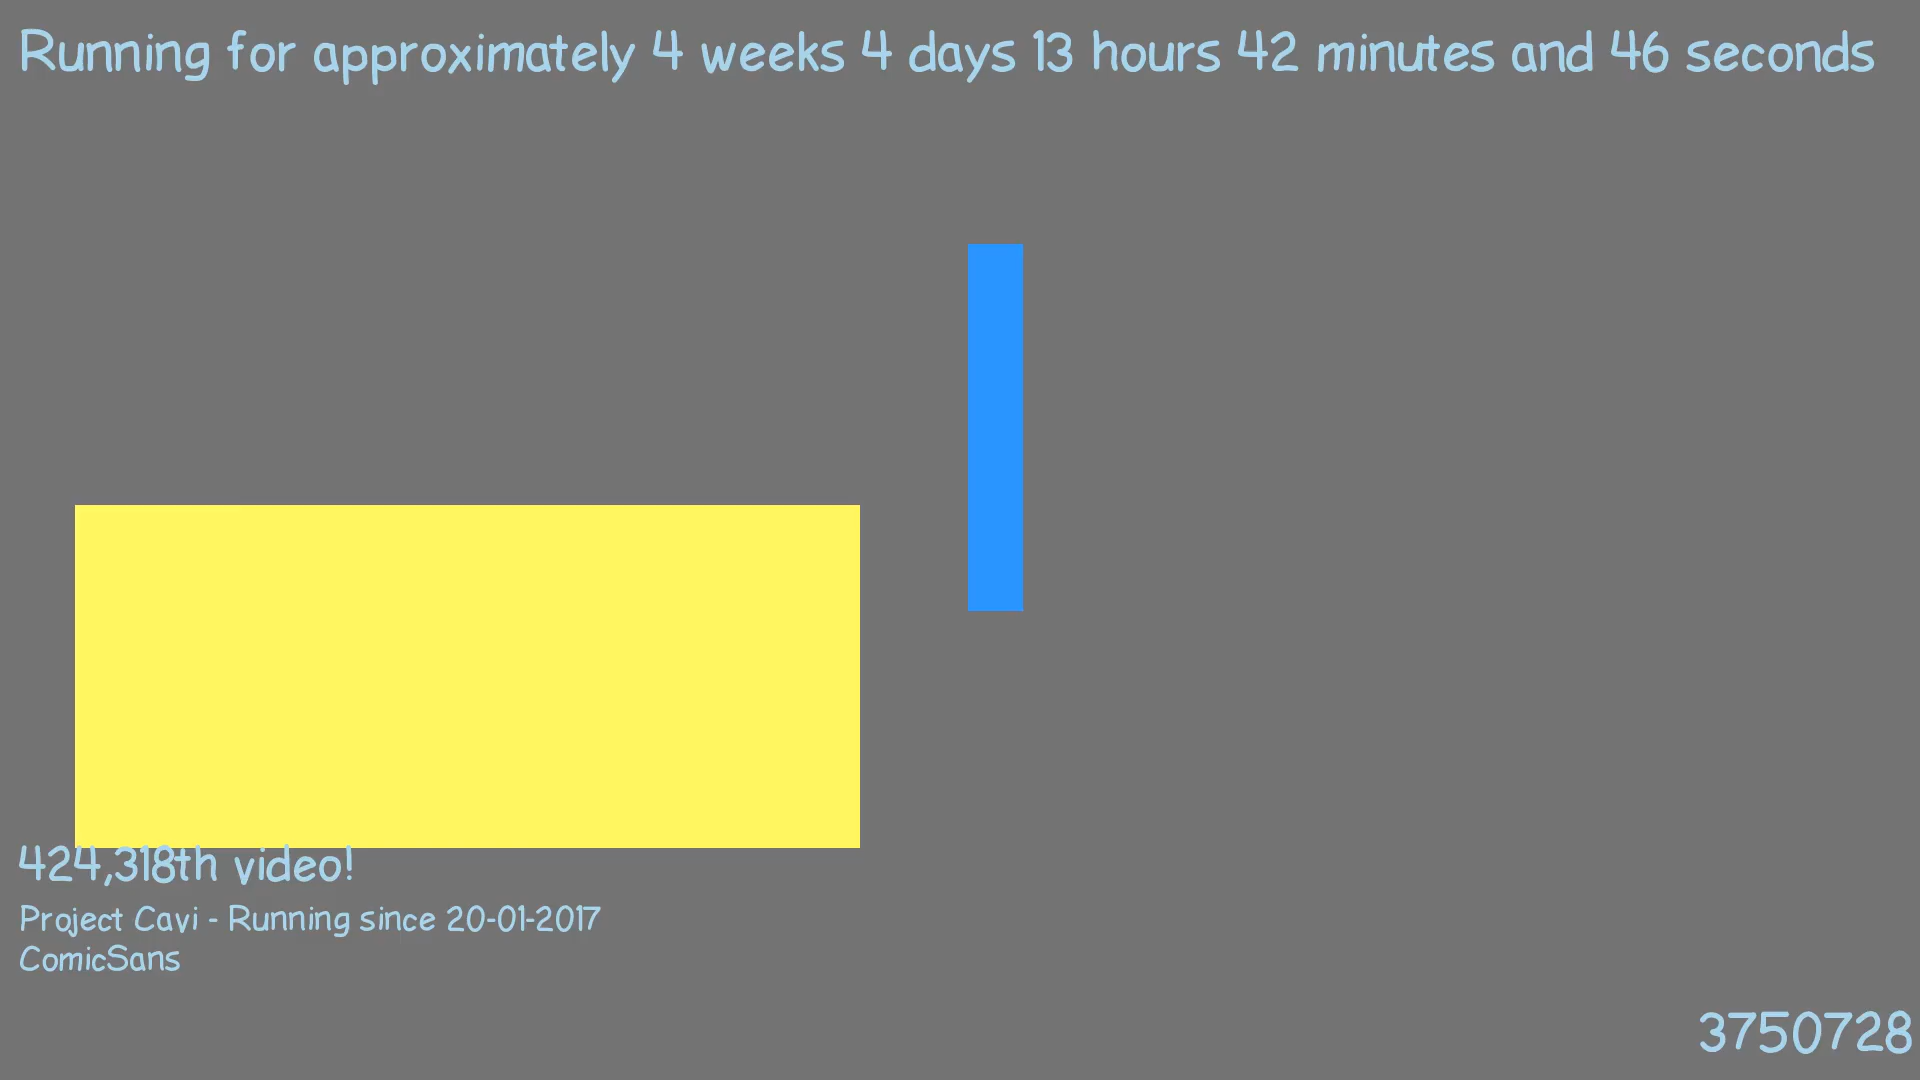 Running for approximately 4 weeks 4 days 13 hours 42 minutes and 46 seconds
424,318th video!
Project Cavi - Running since 20-01-2017
ComicSans
3750728